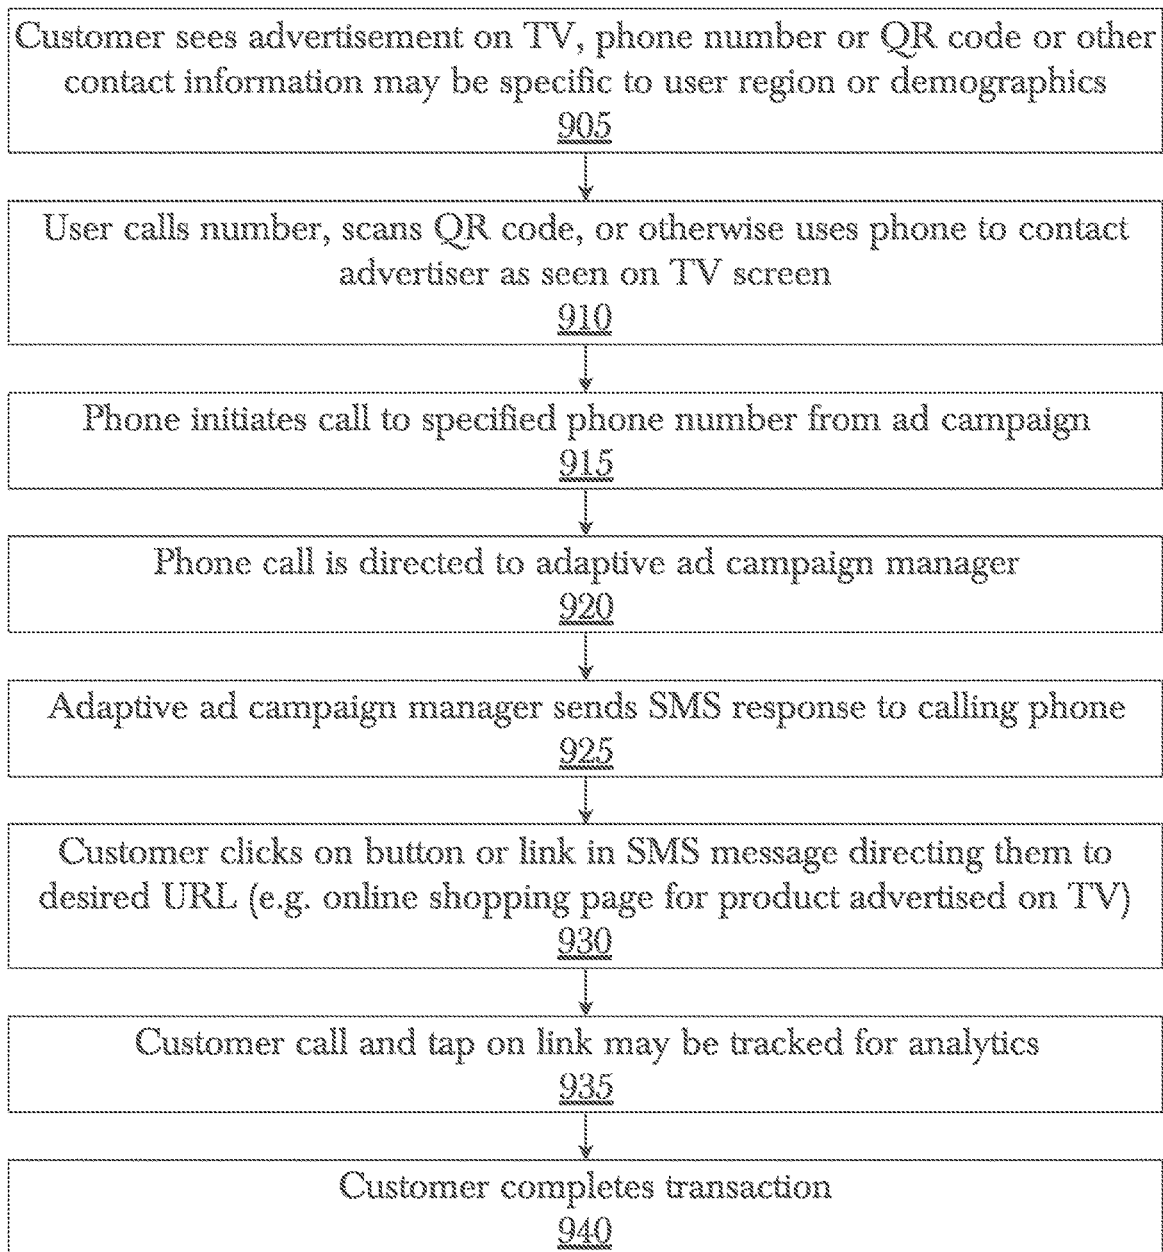 Customer sees advertisement on TV, phone number or QR code or other
contact information may be specific to user region or demographics
905
User calls number, scans QR code, or otherwise uses phone to contact
advertiser as seen on TV screen
910
Phone initiates call to specified phone number from ad campaign
915
Phone call is directed to adaptive ad campaign manager
920
Adaptive ad campaign manager sends SMS response to calling phone
925
Customer clicks on button or link in SMS message directing them to
desired URL (e.g. online shopping page for product advertised on TV)
930
Customer call and tap on link may be tracked for analytics
935
Customer completes transaction
940